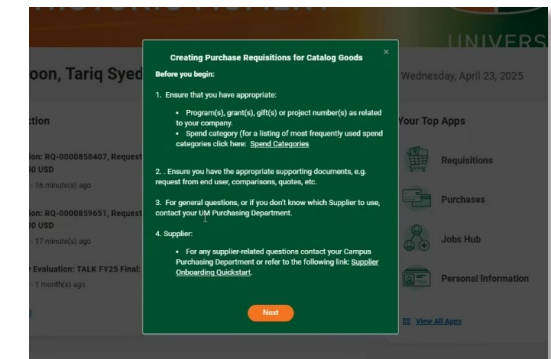 UNIVERS
oon, Tariq Syed
Wednesday, April 23, 2025
Creating Purchase Requisitions for Catalog Goods
×
Before you begin:
1. Ensure that you have appropriate:
• Program(s), grant(s), gift(s) or project number(s) as related
to your company.
• Spend category (for a listing of most frequently used spend
categories click here: Spend Categories
2. . Ensure you have the appropriate supporting documents, e.g.
request from end user, comparisons, quotes, etc.
3. For general questions, or if you don't know which Supplier to use,
contact your UM Purchasing Department.
4. Supplier:
• For any supplier-related questions contact your Campus
Purchasing Department or refer to the following link: Supplier
Onboarding Quickstart.
Next
ction
ion: RQ-0000858407, Request
0 USD
- 16 minute(s) ago
ion: RQ-0000859651, Request
0 USD
- 17 minute(s) ago
Evaluation: TALK FY25 Final:
- 1 month(s) ago
Your Top Apps
Requisitions
Purchases
Jobs Hub
Personal Information
View All Apps